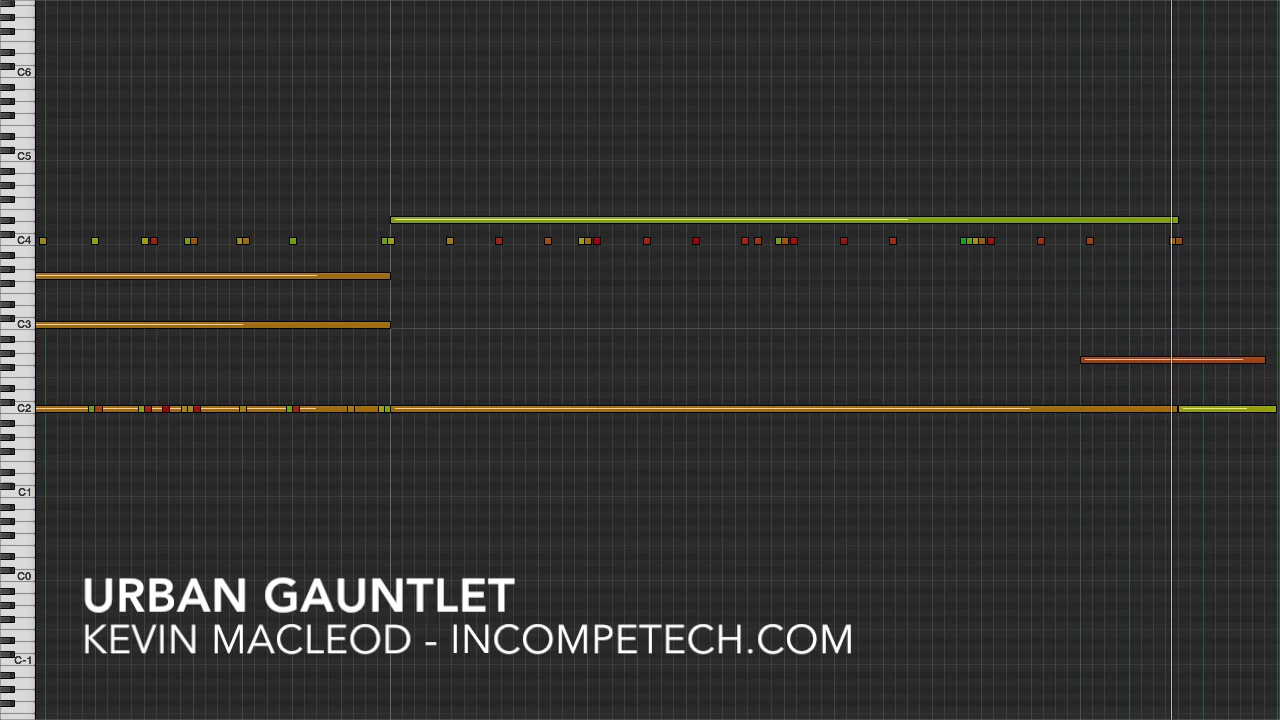 C6
C5
C4
C3
C2
C1
C0
URBAN GAUNTLET
KEVIN MACLEOD - INCOMPETECH.COM
C-1